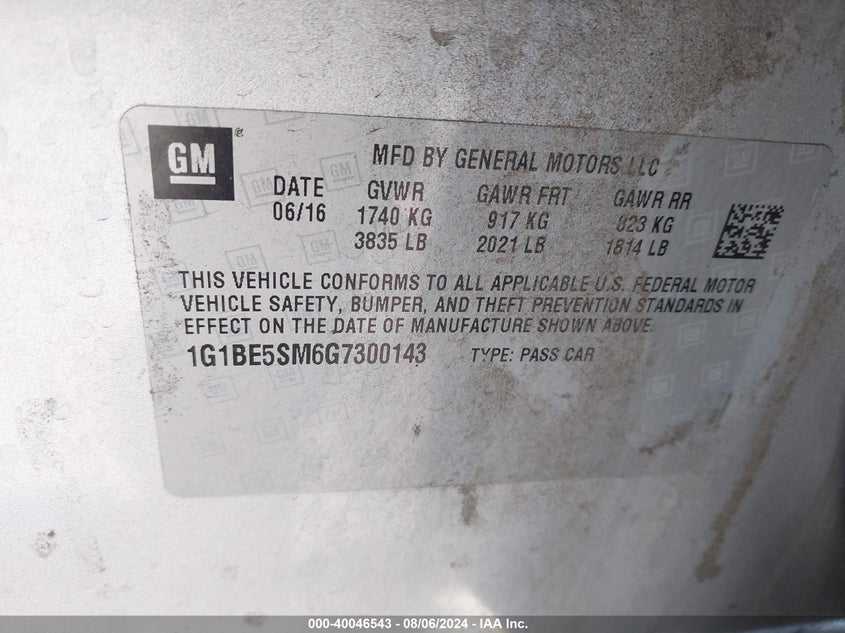 GM ®
MFD BY GENERAL MOTORS LLC
DATE GVWR GAWR FRT GAWR RR
06/16 1740 KG 917 KG 823 KG
3835 LB 2021 LB 1814 LB
THIS VEHICLE CONFORMS TO ALL APPLICABLE U.S. FEDERAL MOTOR
VEHICLE SAFETY, BUMPER, AND THEFT PREVENTION STANDARDS IN
EFFECT ON THE DATE OF MANUFACTURE SHOWN ABOVE.
1G1BE5SM6G7300143 TYPE: PASS CAR
000-40046543 - 08/06/2024 - IAA Inc.